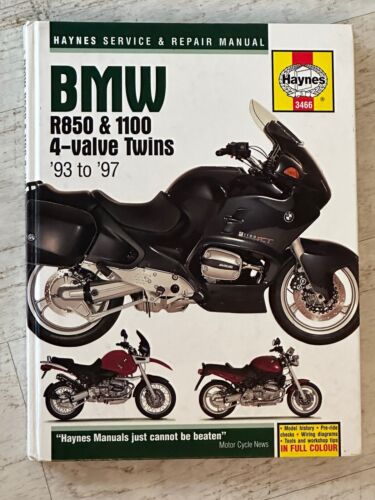 HAYNES SERVICE & REPAIR MANUAL
Haynes
3466
BMW
R850 & 1100
4-valve Twins
'93 to '97
• Model history • Pre-ride
checks • Wiring diagrams
• Tools and workshop tips
IN FULL COLOUR
"Haynes Manuals just cannot be beaten"
Motor Cycle News